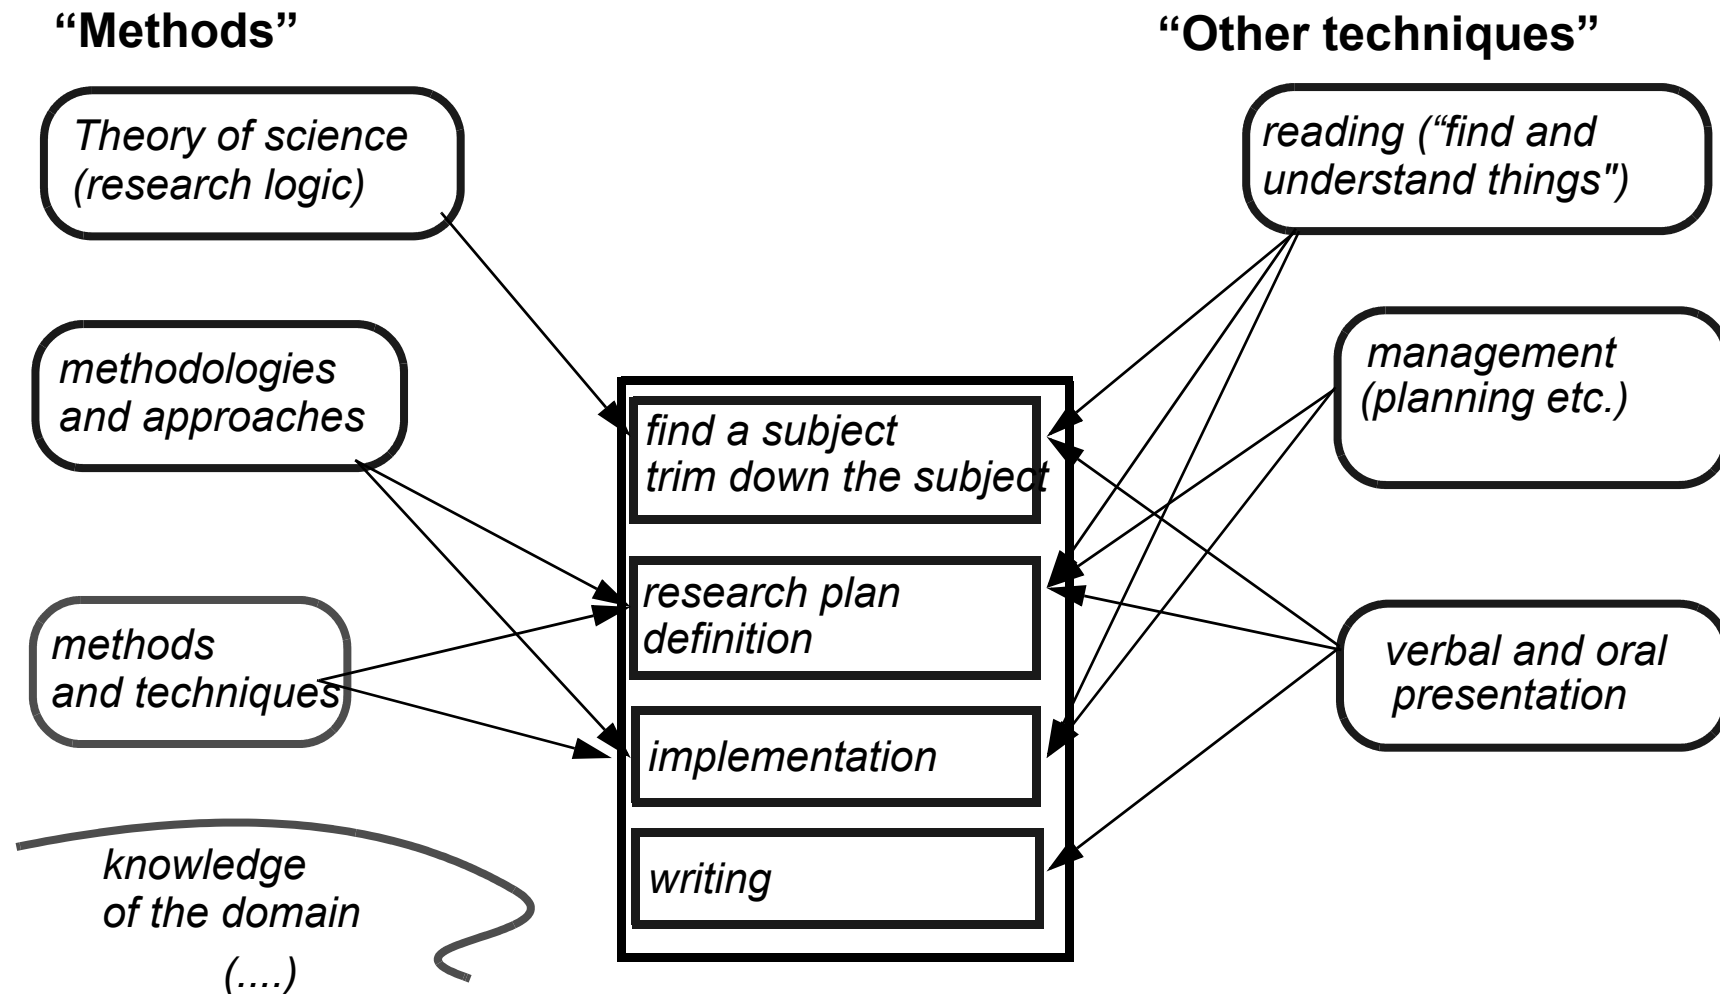 “Methods”
“Other techniques”
Theory of science
(research logic)
reading (“find and
understand things")
methodologies
and approaches
management
(planning etc.)
find a subject
trim down the subject
research plan
definition
methods
and techniques
verbal and oral
presentation
implementation
writing
knowledge
of the domain
(....)